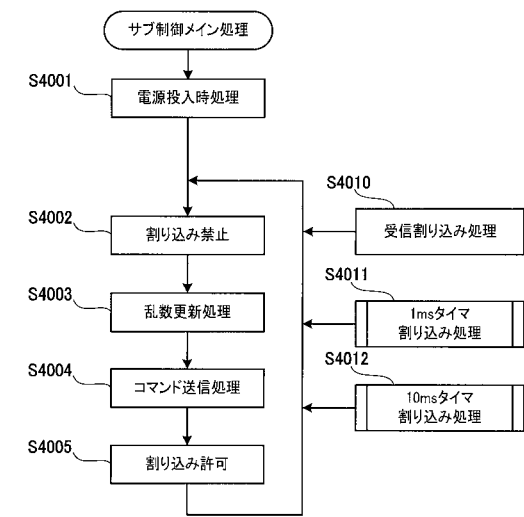 サブ制御メイン処理
S4001
電源投入時処理
S4002
割り込み禁止
S4003
乱数更新処理
S4004
コマンド送信処理
S4005
割り込み許可
S4010
受信割り込み処理
S4011
1msタイマ
割り込み処理
S4012
10msタイマ
割り込み処理